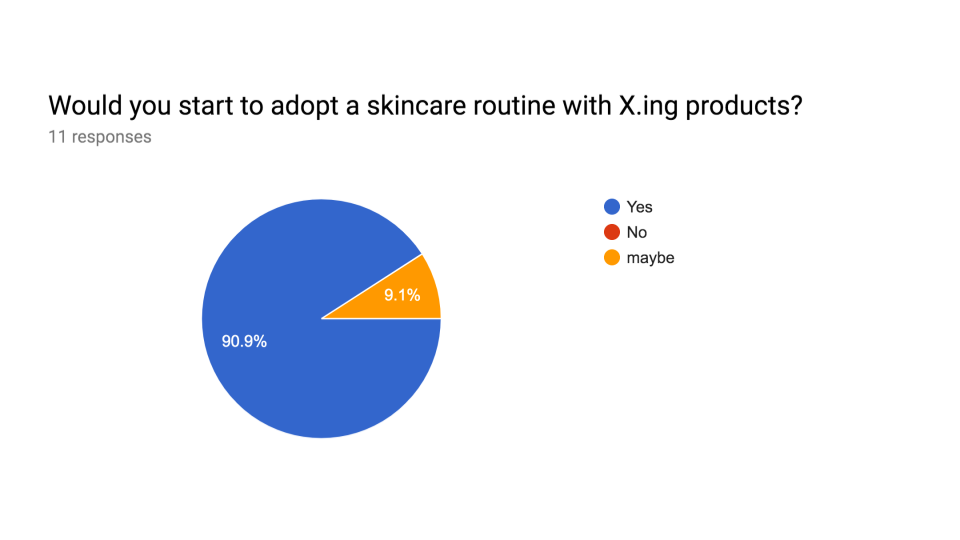 Would you start to adopt a skincare routine with X.ing products?
11 responses
Yes
No
maybe
9.1%
90.9%